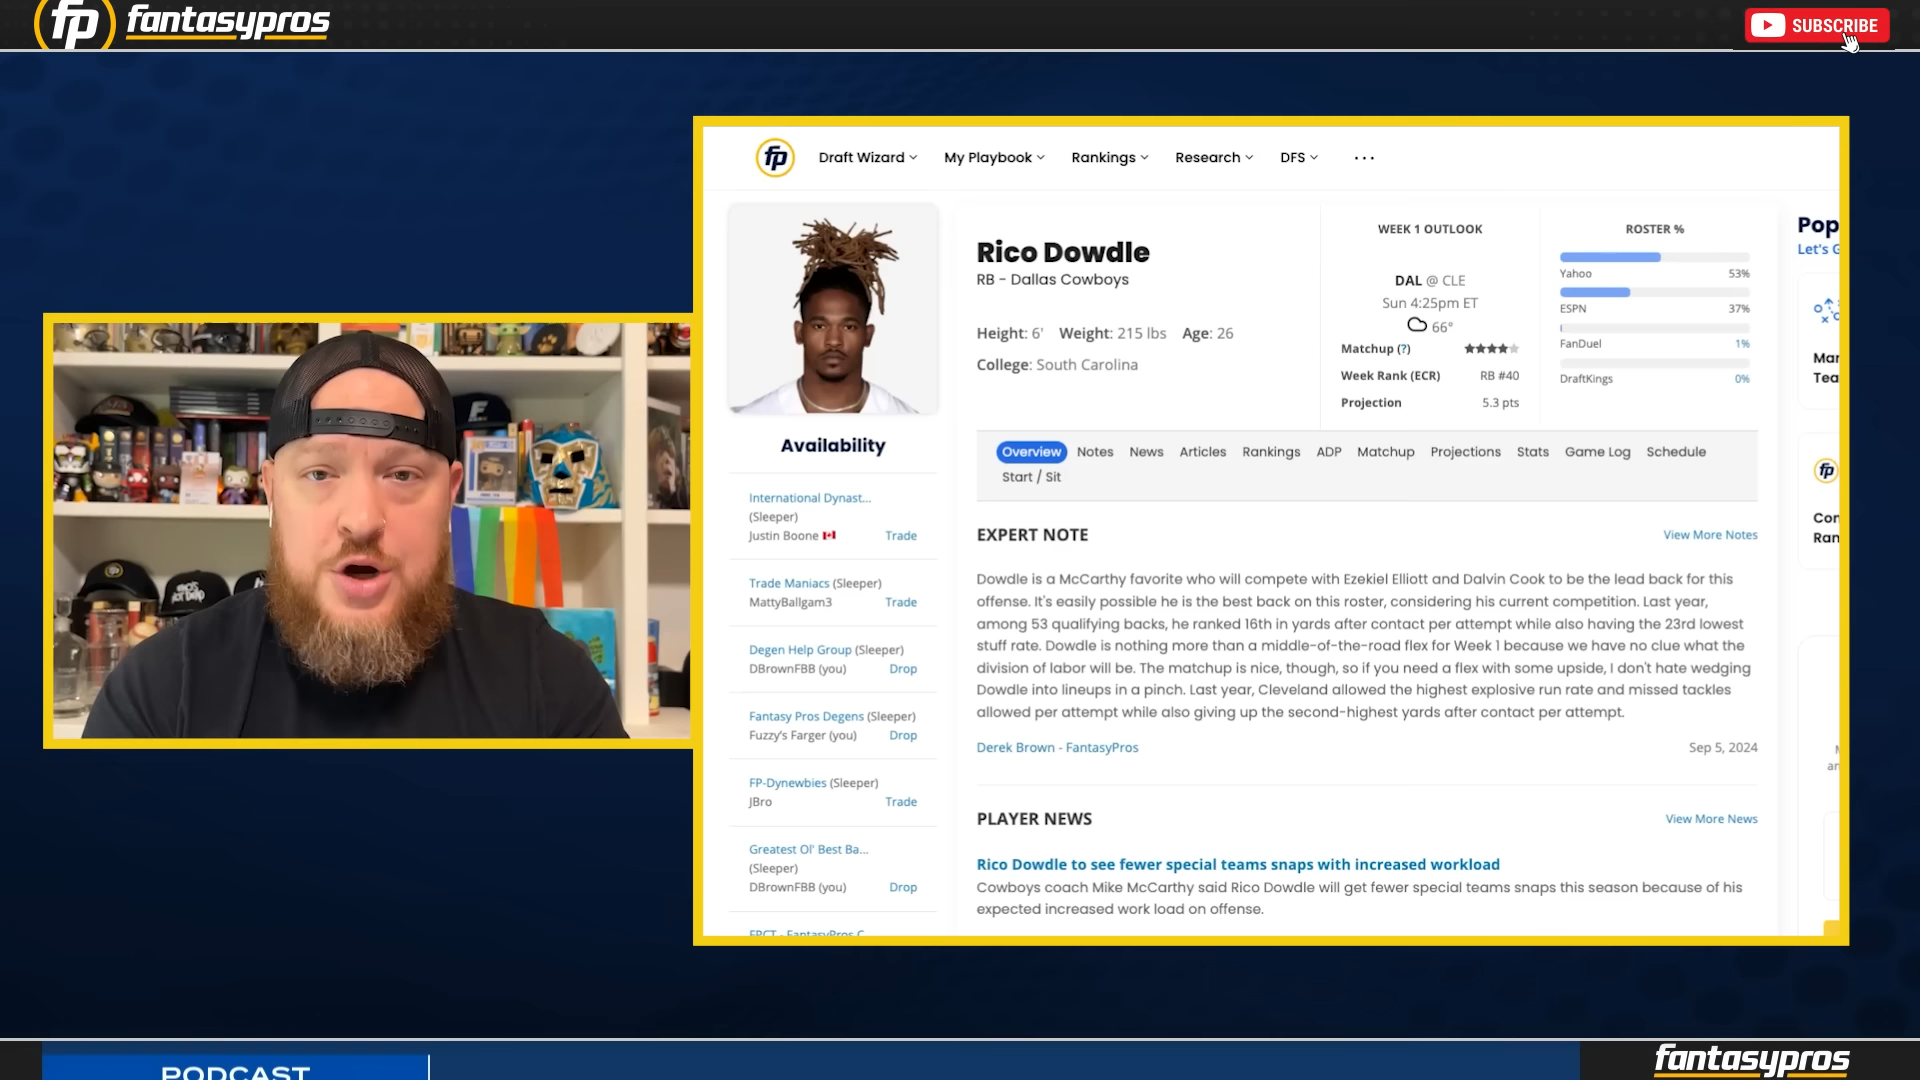 fp fantasypros
SUBSCRIBE
fp
Draft Wizard
My Playbook
Rankings
Research
DFS
...
Rico Dowdle
RB - Dallas Cowboys
Height: 6' Weight: 215 lbs Age: 26
College: South Carolina
WEEK 1 OUTLOOK
DAL @ CLE
Sun 4:25pm ET
66°
Matchup (?)
Week Rank (ECR) RB #40
Projection 5.3 pts
ROSTER %
Yahoo 53%
ESPN 37%
FanDuel 1%
DraftKings 0%
Pop
Let's G
Mar
Tea
fp
Con
Ran
Availability
International Dynast...
(Sleeper)
Justin Boone Trade
Trade Maniacs (Sleeper)
MattyBallgam3 Trade
Degen Help Group (Sleeper)
DBrownFBB (you) Drop
Fantasy Pros Degens (Sleeper)
Fuzzy's Farger (you) Drop
FP-Dynewbies (Sleeper)
JBro Trade
Greatest Ol' Best Ba...
(Sleeper)
DBrownFBB (you) Drop
FPCT - FantasyPros C
Overview Notes News Articles Rankings ADP Matchup Projections Stats Game Log Schedule
Start / Sit
EXPERT NOTE
View More Notes
Dowdle is a McCarthy favorite who will compete with Ezekiel Elliott and Dalvin Cook to be the lead back for this
offense. It's easily possible he is the best back on this roster, considering his current competition. Last year,
among 53 qualifying backs, he ranked 16th in yards after contact per attempt while also having the 23rd lowest
stuff rate. Dowdle is nothing more than a middle-of-the-road flex for Week 1 because we have no clue what the
division of labor will be. The matchup is nice, though, so if you need a flex with some upside, I don't hate wedging
Dowdle into lineups in a pinch. Last year, Cleveland allowed the highest explosive run rate and missed tackles
allowed per attempt while also giving up the second-highest yards after contact per attempt.
Derek Brown - FantasyPros
Sep 5, 2024
PLAYER NEWS
View More News
Rico Dowdle to see fewer special teams snaps with increased workload
Cowboys coach Mike McCarthy said Rico Dowdle will get fewer special teams snaps this season because of his
expected increased work load on offense.
an
PODCAST
fantasypros